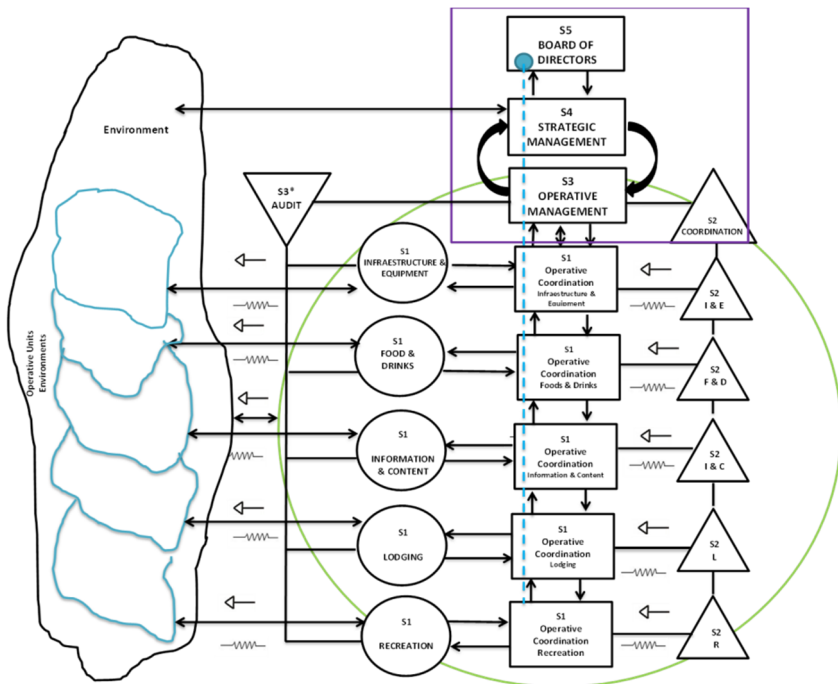 S5
BOARD OF
DIRECTORS
Environment
S4
STRATEGIC
MANAGEMENT
S3*
AUDIT
S3
OPERATIVE
MANAGEMENT
S2
COORDINATION
Operative Units
Environments
S1
INFRAESTRUCTURE &
EQUIPMENT
S1
Operative
Coordination
Infraestructure &
Equipment
S2
I & E
S1
FOOD &
DRINKS
S1
Operative
Coordination
Foods & Drinks
S2
F & D
S1
INFORMATION
& CONTENT
S1
Operative
Coordination
Information & Content
S2
I & C
S1
LODGING
S1
Operative
Coordination
Lodging
S2
L
S1
RECREATION
S1
Operative
Coordination
Recreation
S2
R